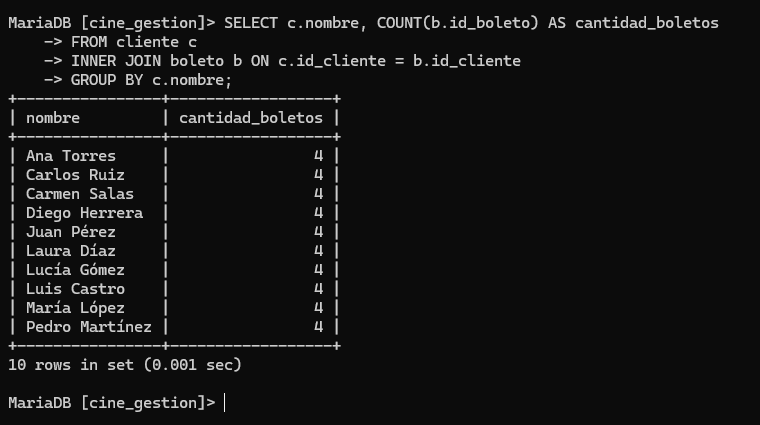 MariaDB [cine_gestion]> SELECT c.nombre, COUNT(b.id_boleto) AS cantidad_boletos
    -> FROM cliente c
    -> INNER JOIN boleto b ON c.id_cliente = b.id_cliente
    -> GROUP BY c.nombre;
+----------------+------------------+
| nombre         | cantidad_boletos |
+----------------+------------------+
| Ana Torres     |                4 |
| Carlos Ruiz    |                4 |
| Carmen Salas   |                4 |
| Diego Herrera  |                4 |
| Juan Pérez     |                4 |
| Laura Díaz     |                4 |
| Lucía Gómez    |                4 |
| Luis Castro    |                4 |
| María López    |                4 |
| Pedro Martínez |                4 |
+----------------+------------------+
10 rows in set (0.001 sec)

MariaDB [cine_gestion]>